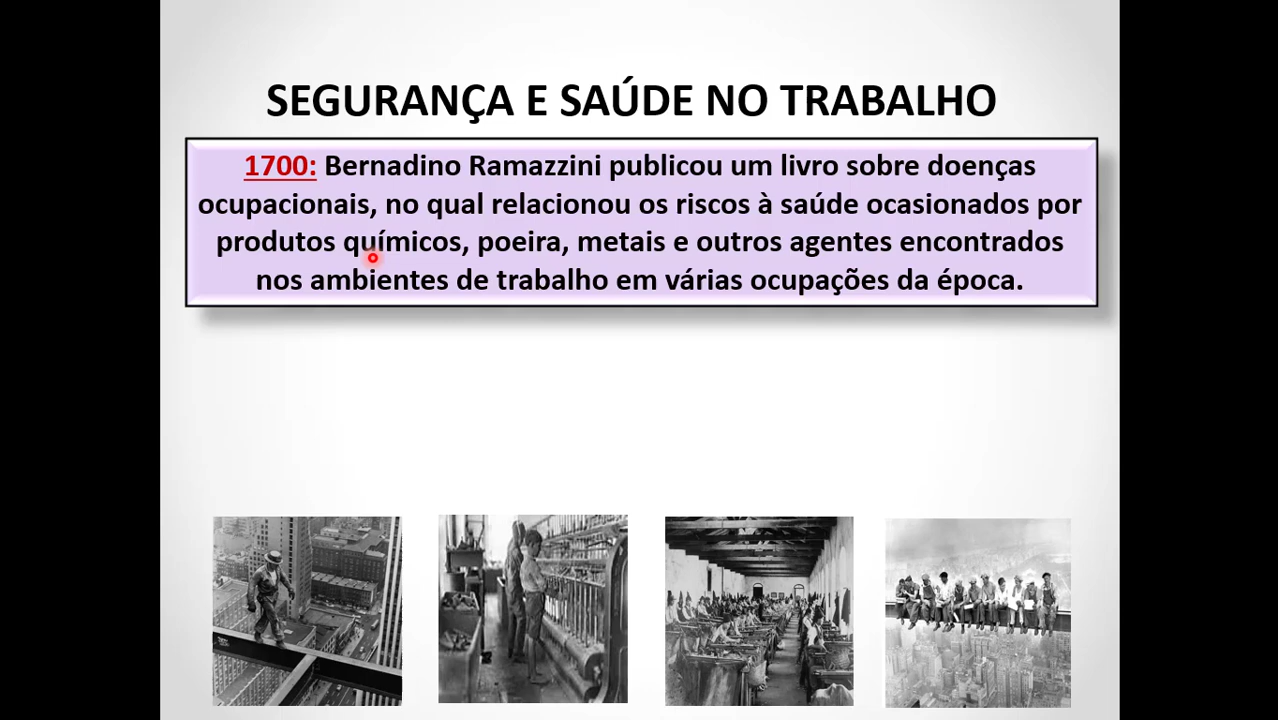 SEGURANÇA E SAÚDE NO TRABALHO
1700: Bernadino Ramazzini publicou um livro sobre doenças
ocupacionais, no qual relacionou os riscos à saúde ocasionados por
produtos químicos, poeira, metais e outros agentes encontrados
nos ambientes de trabalho em várias ocupações da época.